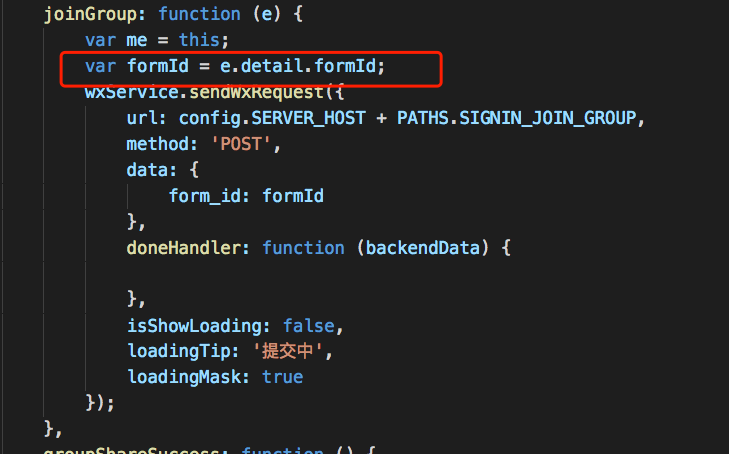 joinGroup: function (e) {
var me = this;
var formId = e.detail.formId;
wxService.sendWxRequest({
url: config.SERVER_HOST + PATHS.SIGNIN_JOIN_GROUP,
method: 'POST',
data: {
form_id: formId
},
doneHandler: function (backendData) {
},
isShowLoading: false,
loadingTip: '提交中',
loadingMask: true
});
},
groupShareSuccess: function () {